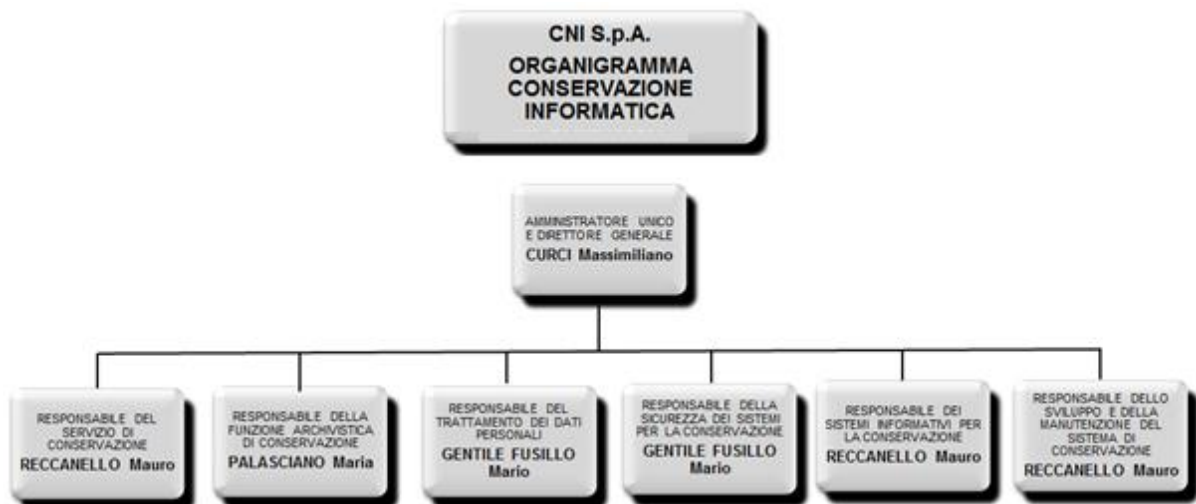 CNI S.p.A.
ORGANIGRAMMA
CONSERVAZIONE
INFORMATICA
AMMINISTRATORE UNICO
E DIRETTORE GENERALE
CURCI Massimiliano
RESPONSABILE DEL
SERVIZIO DI
CONSERVAZIONE
RECCANELLO Mauro
RESPONSABILE DELLA
FUNZIONE ARCHIVISTICA
DI CONSERVAZIONE
PALASCIANO Maria
RESPONSABILE DEL
TRATTAMENTO DEI DATI
PERSONALI
GENTILE FUSILLO
Mario
RESPONSABILE DELLA
SICUREZZA DEI SISTEMI
PER LA CONSERVAZIONE
GENTILE FUSILLO
Mario
RESPONSABILE DEI
SISTEMI INFORMATIVI PER
LA CONSERVAZIONE
RECCANELLO Mauro
RESPONSABILE DELLO
SVILUPPO E DELLA
MANUTENZIONE DEL
SISTEMA DI
CONSERVAZIONE
RECCANELLO Mauro